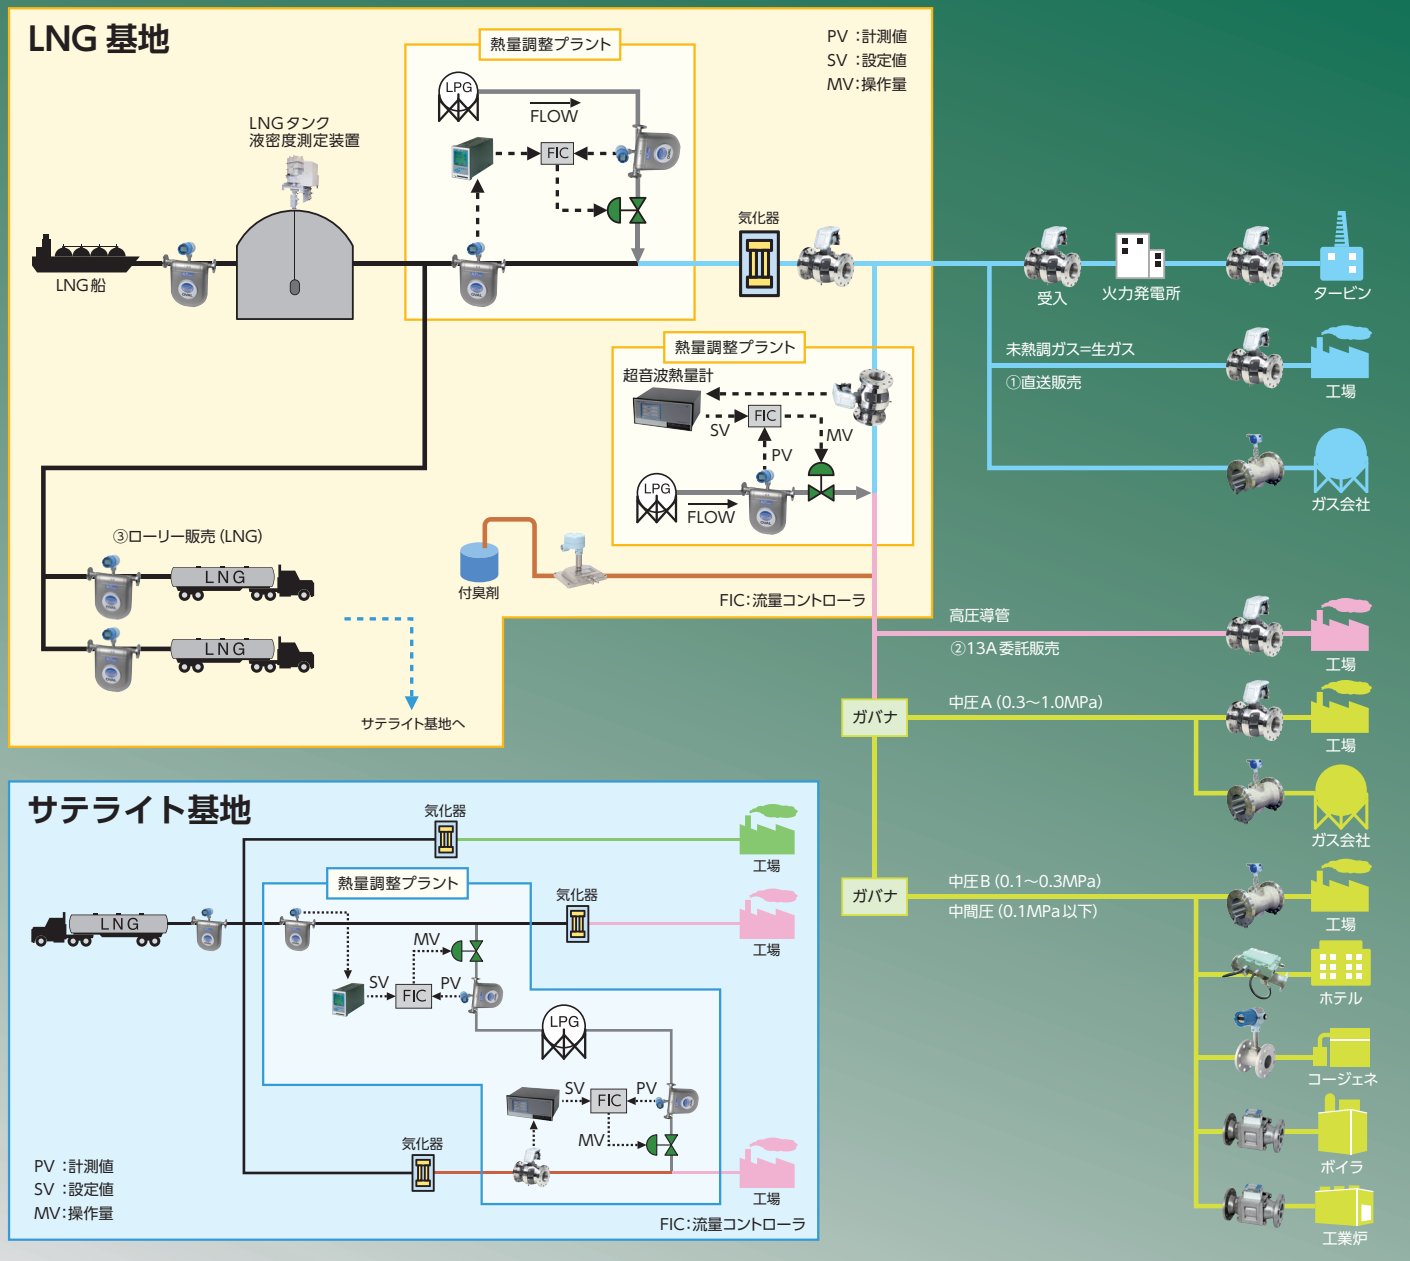 LNG 基地
熱量調整プラント
PV ：計測値
SV ：設定値
MV：操作量
LPG
FLOW
LNGタンク
液密度測定装置
FIC
気化器
LNG船
受入
火力発電所
タービン
未熱調ガス=生ガス
①直送販売
工場
ガス会社
熱量調整プラント
超音波熱量計
FIC
SV
MV
PV
LPG
FLOW
③ローリー販売（LNG）
LNG
LNG
付臭剤
FIC：流量コントローラ
サテライト基地へ
高圧導管
②13A委託販売
工場
ガバナ
中圧A（0.3～1.0MPa）
工場
ガス会社
ガバナ
中圧B（0.1～0.3MPa）
中間圧（0.1MPa以下）
工場
ホテル
コージェネ
ボイラ
工業炉
サテライト基地
気化器
工場
熱量調整プラント
気化器
LNG
工場
MV
SV
FIC
PV
LPG
SV
FIC
PV
MV
気化器
工場
PV ：計測値
SV ：設定値
MV：操作量
FIC：流量コントローラ